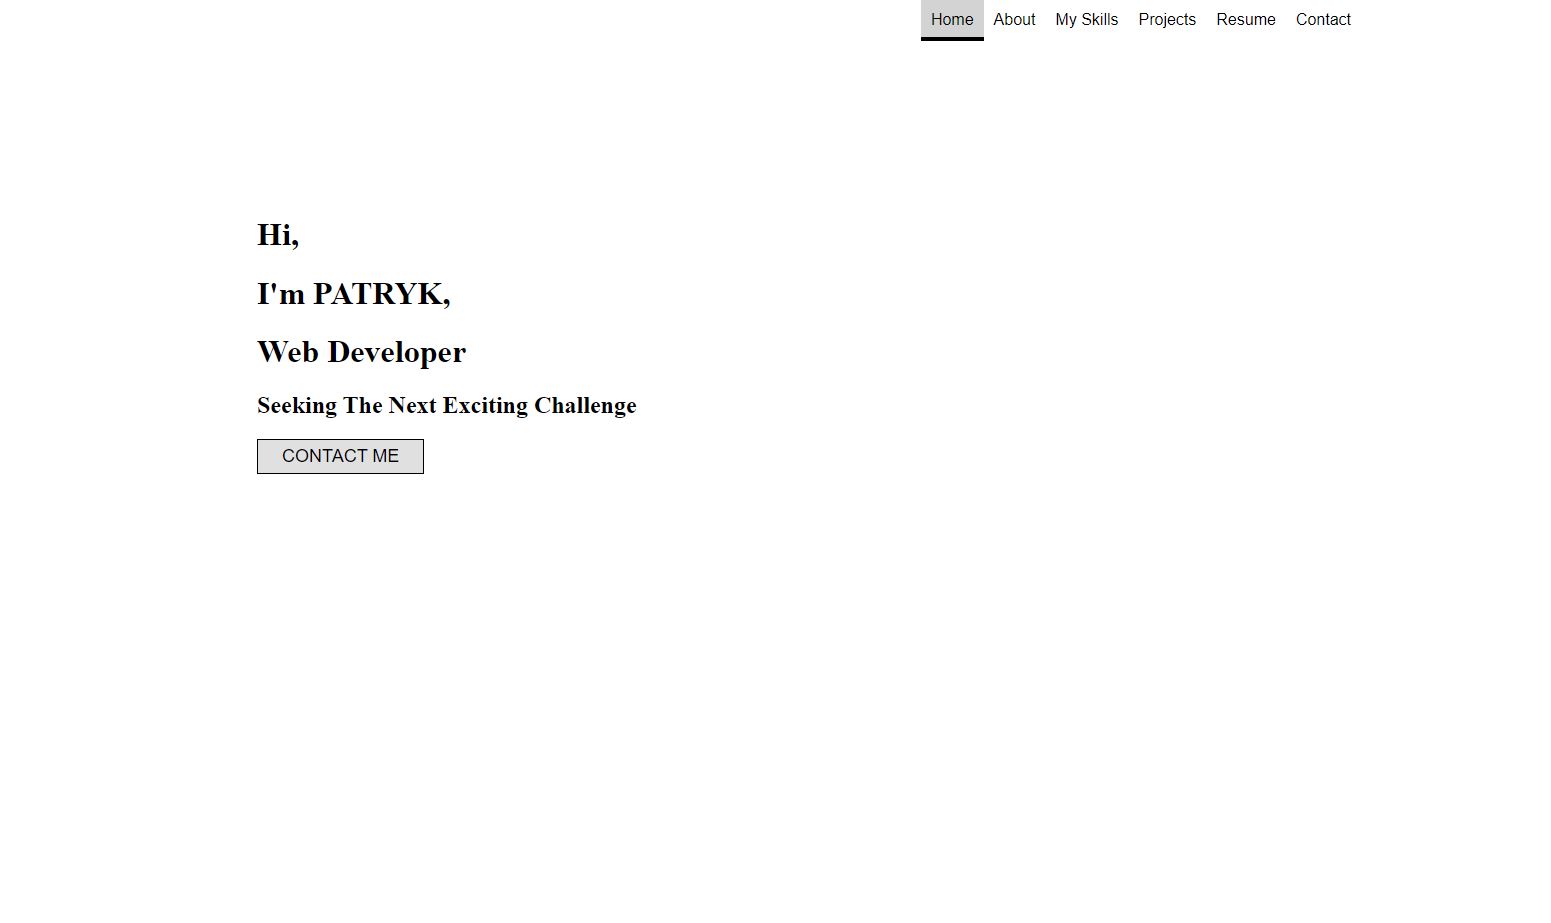 Home About My Skills Projects Resume Contact
Hi,
I'm PATRYK,
Web Developer
Seeking The Next Exciting Challenge
CONTACT ME